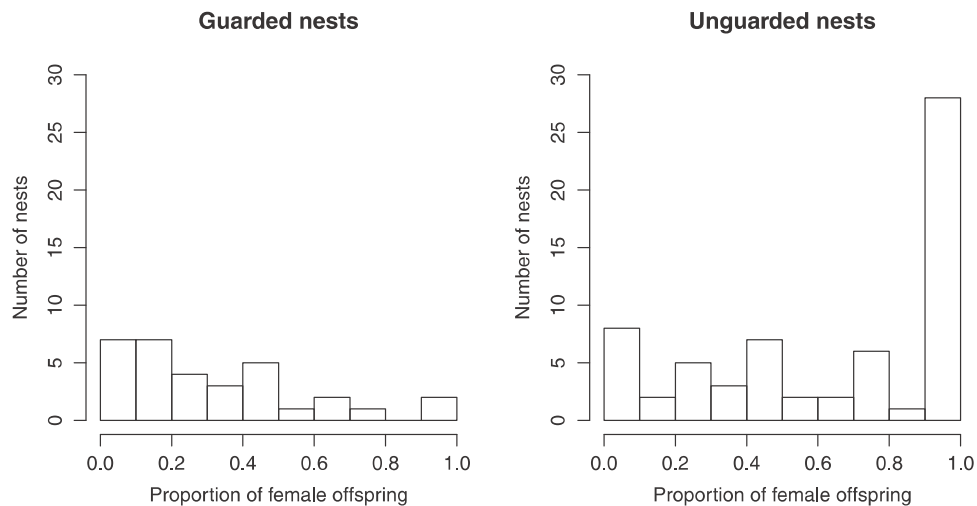 Guarded nests
Number of nests
0 5 10 15 20 25 30
0.0 0.2 0.4 0.6 0.8 1.0
Proportion of female offspring
Unguarded nests
Number of nests
0 5 10 15 20 25 30
0.0 0.2 0.4 0.6 0.8 1.0
Proportion of female offspring